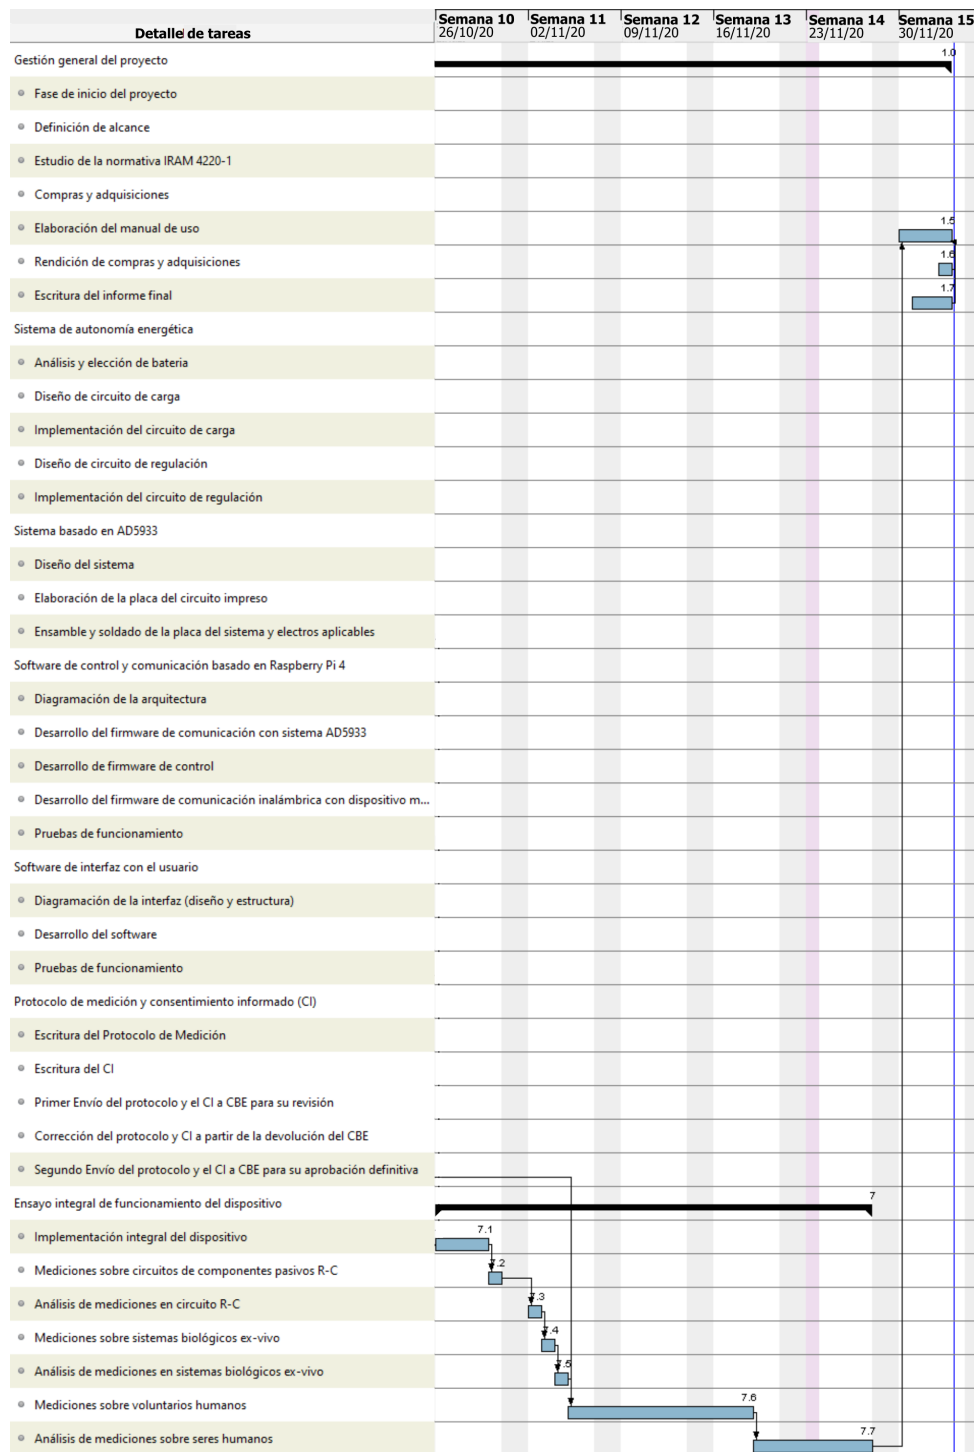 Semana 10 Semana 11 Semana 12 Semana 13 Semana 14 Semana 15
Detalle de tareas 26/10/20 02/11/20 09/11/20 16/11/20 23/11/20 30/11/20
Gestión general del proyecto 1.0
Fase de inicio del proyecto
Definición de alcance
Estudio de la normativa IRAM 4220-1
Compras y adquisiciones
Elaboración del manual de uso 1.5
Rendición de compras y adquisiciones 1.6
Escritura del informe final 1.7
Sistema de autonomía energética
Análisis y elección de bateria
Diseño de circuito de carga
Implementación del circuito de carga
Diseño de circuito de regulación
Implementación del circuito de regulación
Sistema basado en AD5933
Diseño del sistema
Elaboración de la placa del circuito impreso
Ensamble y soldado de la placa del sistema y electros aplicables
Software de control y comunicación basado en Raspberry Pi 4
Diagramación de la arquitectura
Desarrollo del firmware de comunicación con sistema AD5933
Desarrollo de firmware de control
Desarrollo del firmware de comunicación inalámbrica con dispositivo m...
Pruebas de funcionamiento
Software de interfaz con el usuario
Diagramación de la interfaz (diseño y estructura)
Desarrollo del software
Pruebas de funcionamiento
Protocolo de medición y consentimiento informado (CI)
Escritura del Protocolo de Medición
Escritura del CI
Primer Envío del protocolo y el CI a CBE para su revisión
Corrección del protocolo y CI a partir de la devolución del CBE
Segundo Envío del protocolo y el CI a CBE para su aprobación definitiva
Ensayo integral de funcionamiento del dispositivo 7
Implementación integral del dispositivo 7.1
Mediciones sobre circuitos de componentes pasivos R-C 7.2
Análisis de mediciones en circuito R-C 7.3
Mediciones sobre sistemas biológicos ex-vivo 7.4
Análisis de mediciones en sistemas biológicos ex-vivo 7.5
Mediciones sobre voluntarios humanos 7.6
Análisis de mediciones sobre seres humanos 7.7